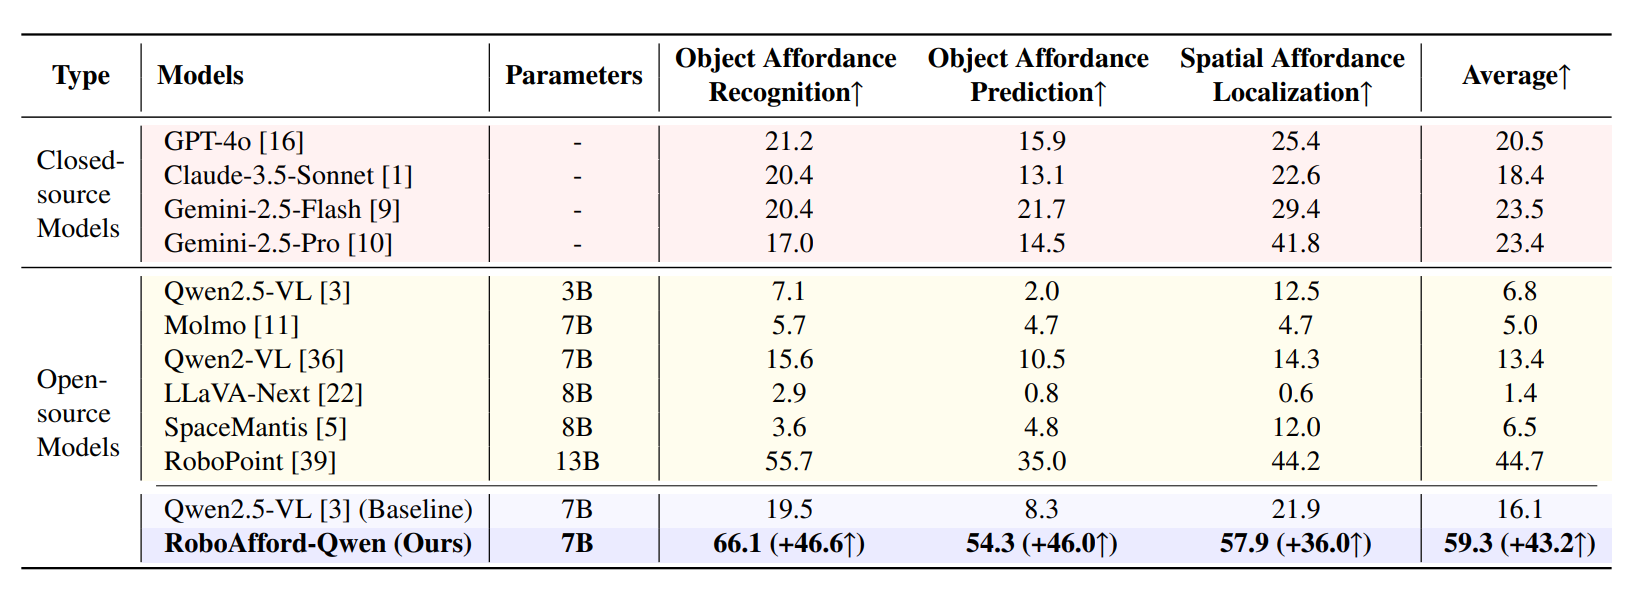 Type Models Parameters Object Affordance Recognition↑ Object Affordance Prediction↑ Spatial Affordance Localization↑ Average↑
Closed-source Models
GPT-4o [16] - 21.2 15.9 25.4 20.5
Claude-3.5-Sonnet [1] - 20.4 13.1 22.6 18.4
Gemini-2.5-Flash [9] - 20.4 21.7 29.4 23.5
Gemini-2.5-Pro [10] - 17.0 14.5 41.8 23.4
Open-source Models
Qwen2.5-VL [3] 3B 7.1 2.0 12.5 6.8
Molmo [11] 7B 5.7 4.7 4.7 5.0
Qwen2-VL [36] 7B 15.6 10.5 14.3 13.4
LLaVA-Next [22] 8B 2.9 0.8 0.6 1.4
SpaceMantis [5] 8B 3.6 4.8 12.0 6.5
RoboPoint [39] 13B 55.7 35.0 44.2 44.7
Qwen2.5-VL [3] (Baseline) 7B 19.5 8.3 21.9 16.1
RoboAfford-Qwen (Ours) 7B 66.1 (+46.6↑) 54.3 (+46.0↑) 57.9 (+36.0↑) 59.3 (+43.2↑)